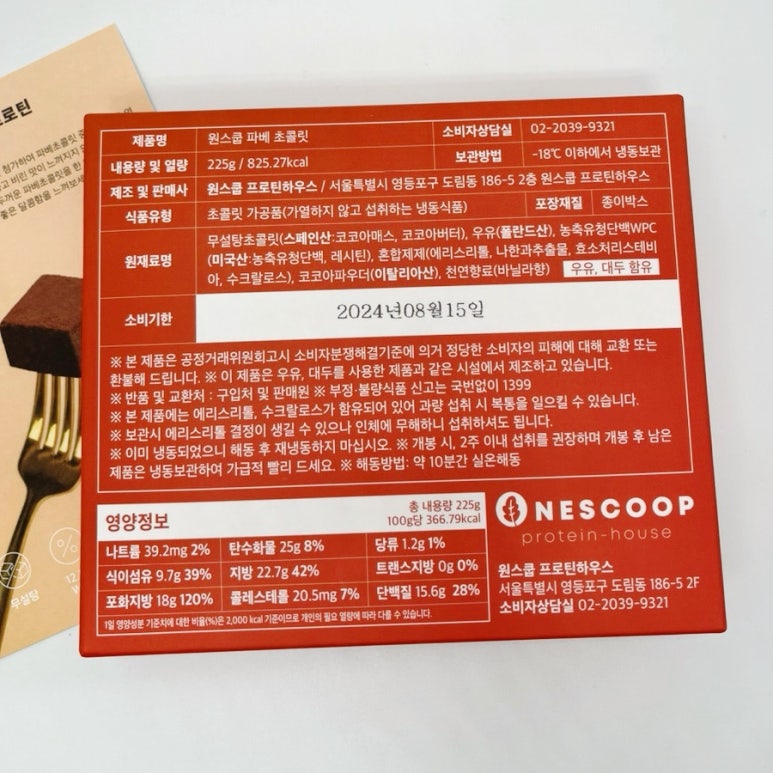 로틴
첨가하여 파베초콜릿
제품명 원스쿱 파베 초콜릿 소비자상담실 02-2039-9321
내용량 및 열량 225g / 825.27kcal 보관방법 -18℃ 이하에서 냉동보관
제조 및 판매사 원스쿱 프로틴하우스 / 서울특별시 영등포구 도림동 186-5 2층 원스쿱 프로틴하우스
식품유형 초콜릿 가공품(가열하지 않고 섭취하는 냉동식품) 포장재질 종이박스
원재료명 무설탕초콜릿(스페인산:코코아매스, 코코아버터), 우유(폴란드산), 농축유청단백WPC
(미국산:농축유청단백, 레시틴), 혼합제제(에리스리톨, 나한과추출물, 효소처리스테비
아, 수크랄로스), 코코아파우더(이탈리아산), 천연향료(바닐라향) 우유, 대두 함유
소비기한 2024년08월15일
※ 본 제품은 공정거래위원회고시 소비자분쟁해결기준에 의거 정당한 소비자의 피해에 대해 교환 또는
환불해 드립니다. ※ 이 제품은 우유, 대두를 사용한 제품과 같은 시설에서 제조하고 있습니다.
※ 반품 및 교환처 : 구입처 및 판매원 ※ 부정·불량식품 신고는 국번없이 1399
※ 본 제품에는 에리스리톨, 수크랄로스가 함유되어 있어 과량 섭취 시 복통을 일으킬 수 있습니다.
※ 보관시 에리스리톨 결정이 생길 수 있으나 인체에 무해하니 섭취하셔도 됩니다.
※ 이미 냉동되었으니 해동 후 재냉동하지 마십시오. ※ 개봉 시, 2주 이내 섭취를 권장하며 개봉 후 남은
제품은 냉동보관하여 가급적 빨리 드세요. ※ 해동방법: 약 10분간 실온해동
영양정보 총 내용량 225g
100g당 366.79kcal
나트륨 39.2mg 2% 탄수화물 25g 8% 당류 1.2g 1%
식이섬유 9.7g 39% 지방 22.7g 42% 트랜스지방 0g 0%
포화지방 18g 120% 콜레스테롤 20.5mg 7% 단백질 15.6g 28%
1일 영양성분 기준치에 대한 비율(%)은 2,000 kcal 기준이므로 개인의 필요 열량에 따라 다를 수 있습니다.
ONESCOOP
protein-house
원스쿱 프로틴하우스
서울특별시 영등포구 도림동 186-5 2F
소비자상담실 02-2039-9321
무설탕